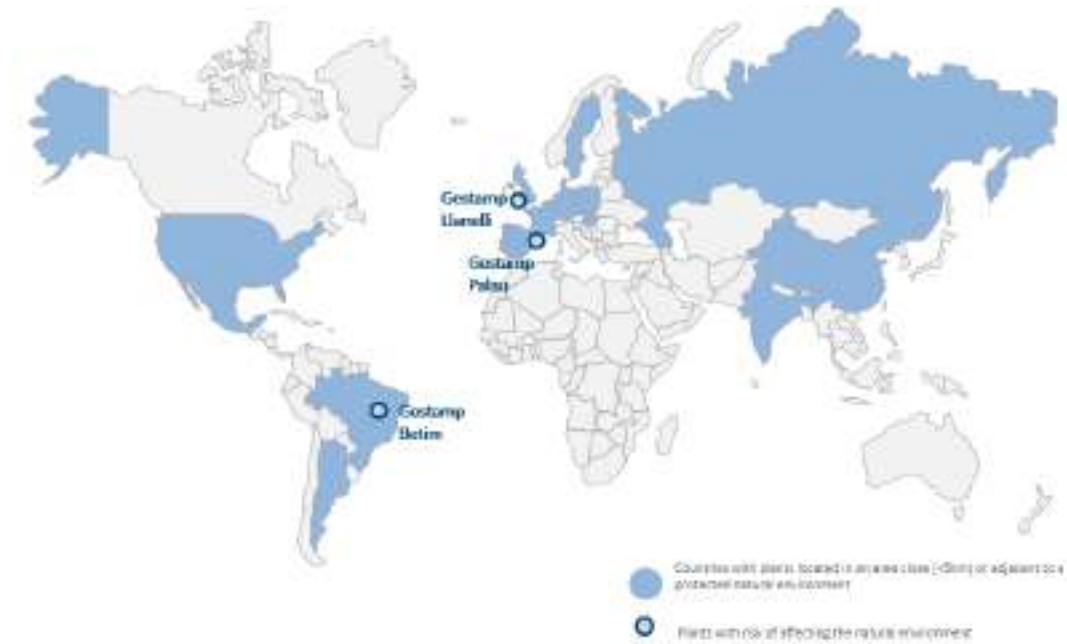 Gestamp
Llanelli
Gestamp
Palau
Gestamp
Betim
Countries with plants located in an area close (<5km) or adjacent to a
protected natural environment
Plants with risk of affecting the natural environment